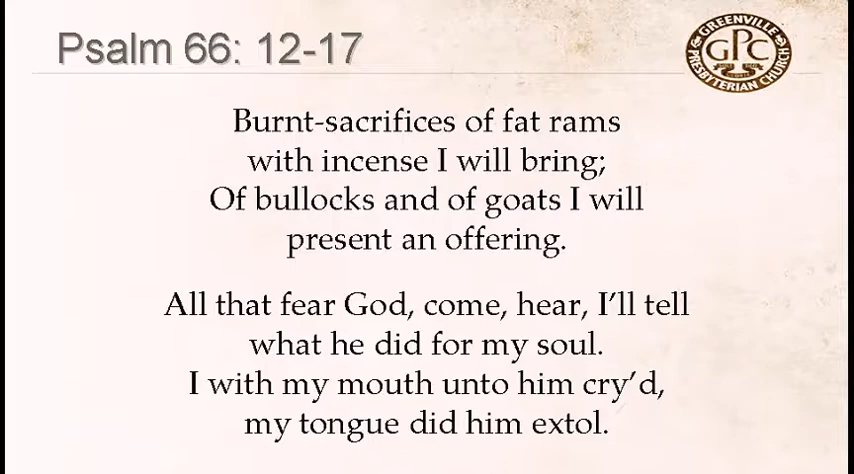 Psalm 66: 12-17
GREENVILLE
GPC
PRESBYTERIAN CHURCH
Burnt-sacrifices of fat rams
with incense I will bring;
Of bullocks and of goats I will
present an offering.
All that fear God, come, hear, I'll tell
what he did for my soul.
I with my mouth unto him cry'd,
my tongue did him extol.